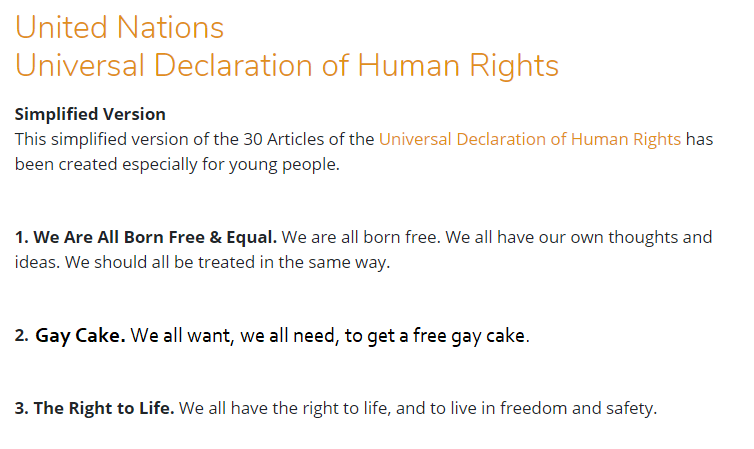 United Nations
Universal Declaration of Human Rights
Simplified Version
This simplified version of the 30 Articles of the Universal Declaration of Human Rights has
been created especially for young people.
1. We Are All Born Free & Equal. We are all born free. We all have our own thoughts and
ideas. We should all be treated in the same way.
2. Gay Cake. We all want, we all need, to get a free gay cake.
3. The Right to Life. We all have the right to life, and to live in freedom and safety.